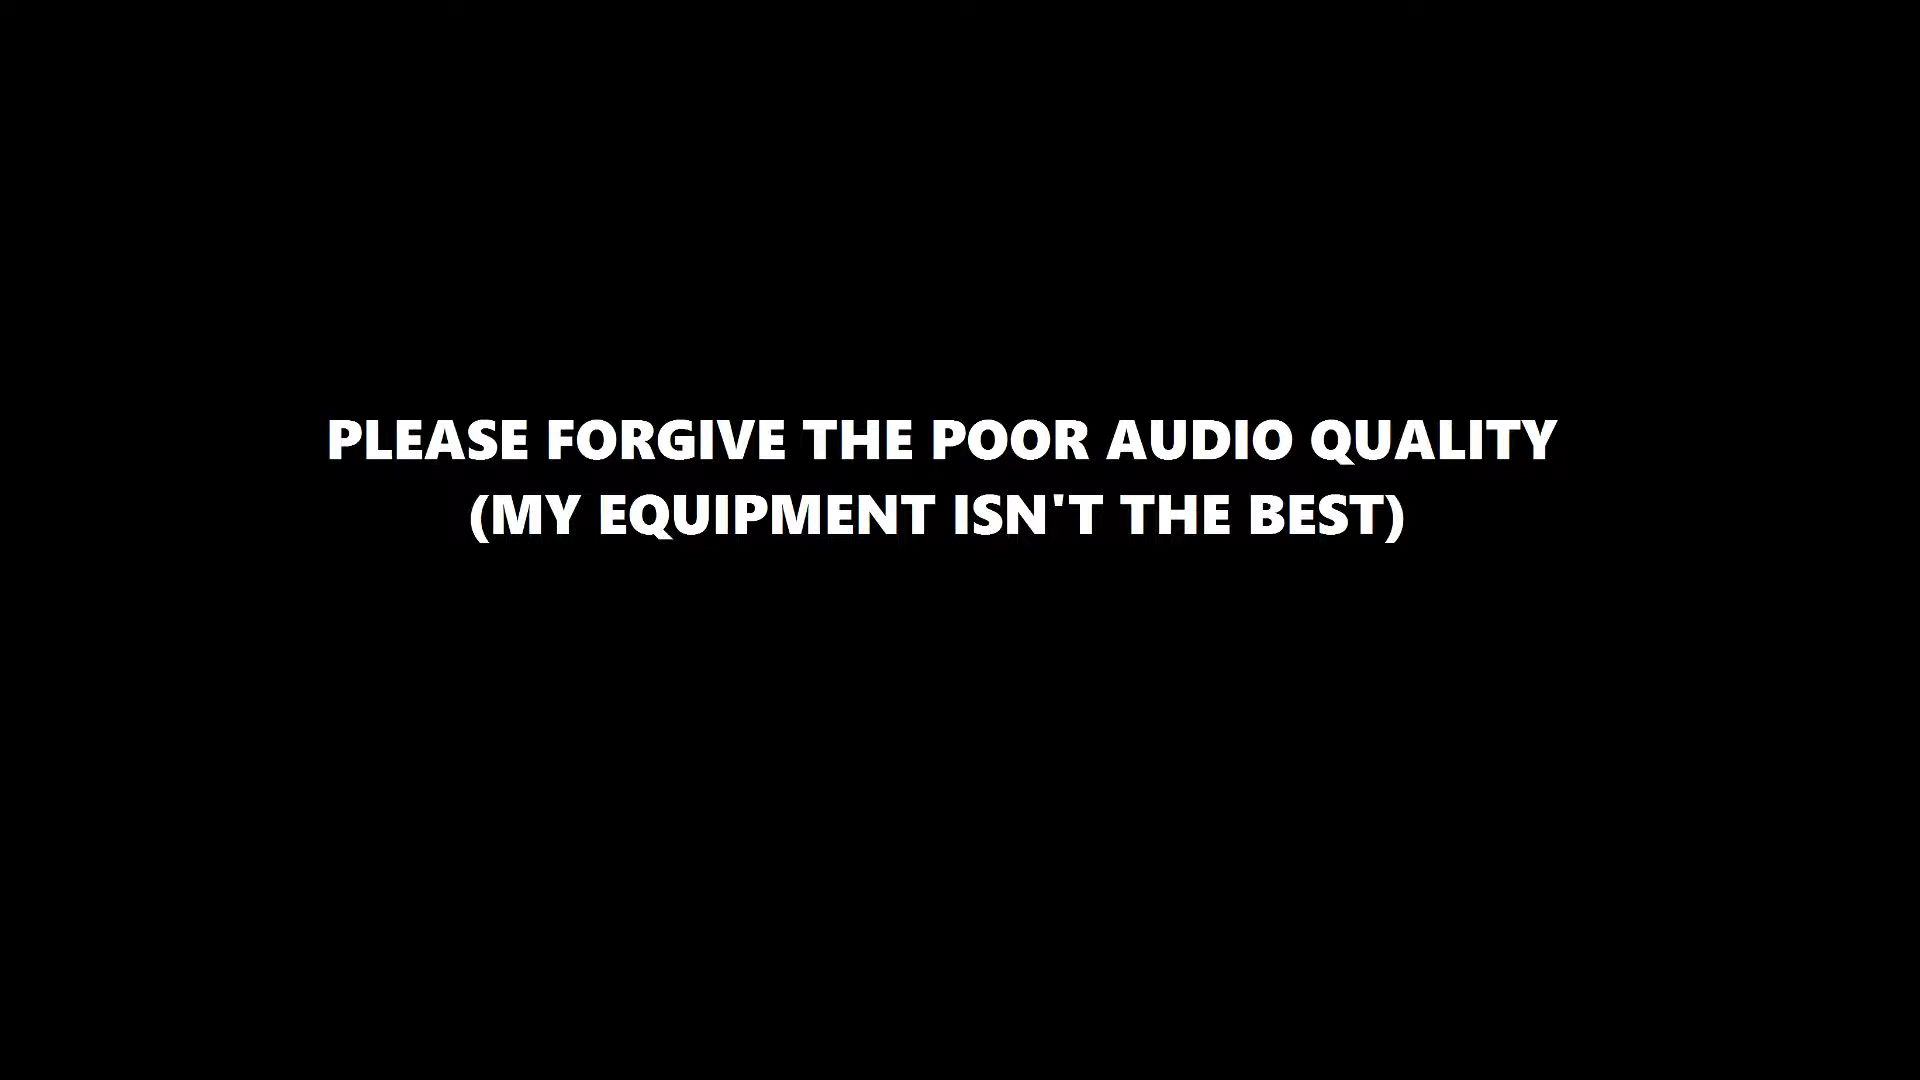 PLEASE FORGIVE THE POOR AUDIO QUALITY
(MY EQUIPMENT ISN'T THE BEST)